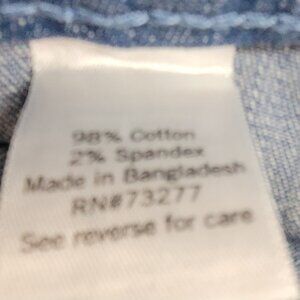 98% Cotton
2% Spandex
Made in Bangladesh
RN#73277
See reverse for care